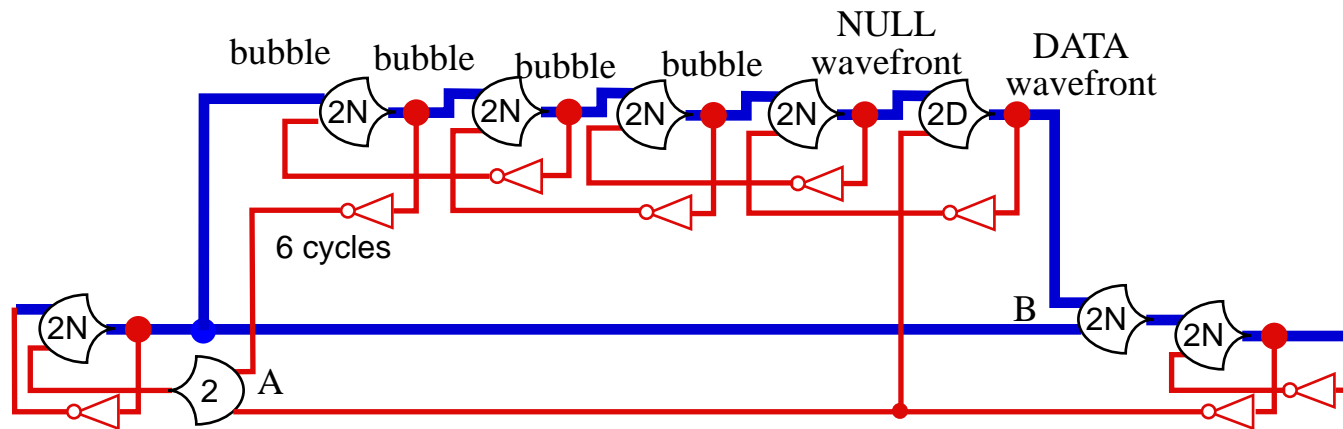 bubble
bubble
bubble
bubble
NULL
wavefront
DATA
wavefront
2N
2N
2N
2N
2D
6 cycles
2N
B
2N
2N
2
A